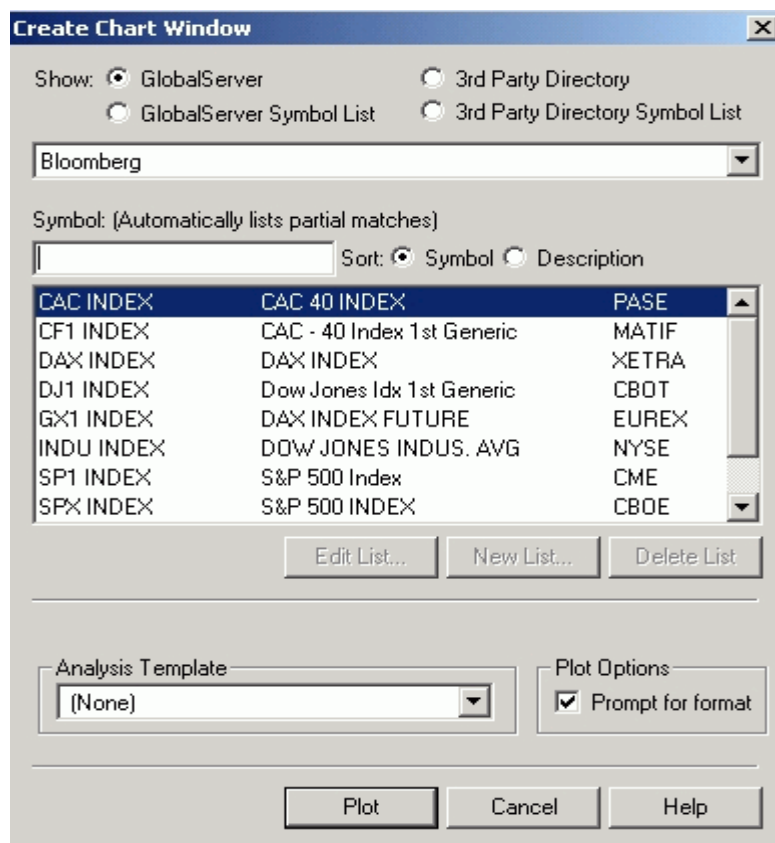 Create Chart Window
Show: GlobalServer 3rd Party Directory
GlobalServer Symbol List 3rd Party Directory Symbol List
Bloomberg
Symbol: (Automatically lists partial matches)
Sort: Symbol Description
CAC INDEX CAC 40 INDEX PASE
CF1 INDEX CAC - 40 Index 1st Generic MATIF
DAX INDEX DAX INDEX XETRA
DJ1 INDEX Dow Jones Idx 1st Generic CBOT
GX1 INDEX DAX INDEX FUTURE EUREX
INDU INDEX DOW JONES INDUS. AVG NYSE
SP1 INDEX S&P 500 Index CME
SPX INDEX S&P 500 INDEX CBOE
Edit List... New List... Delete List
Analysis Template Plot Options
(None) Prompt for format
Plot Cancel Help